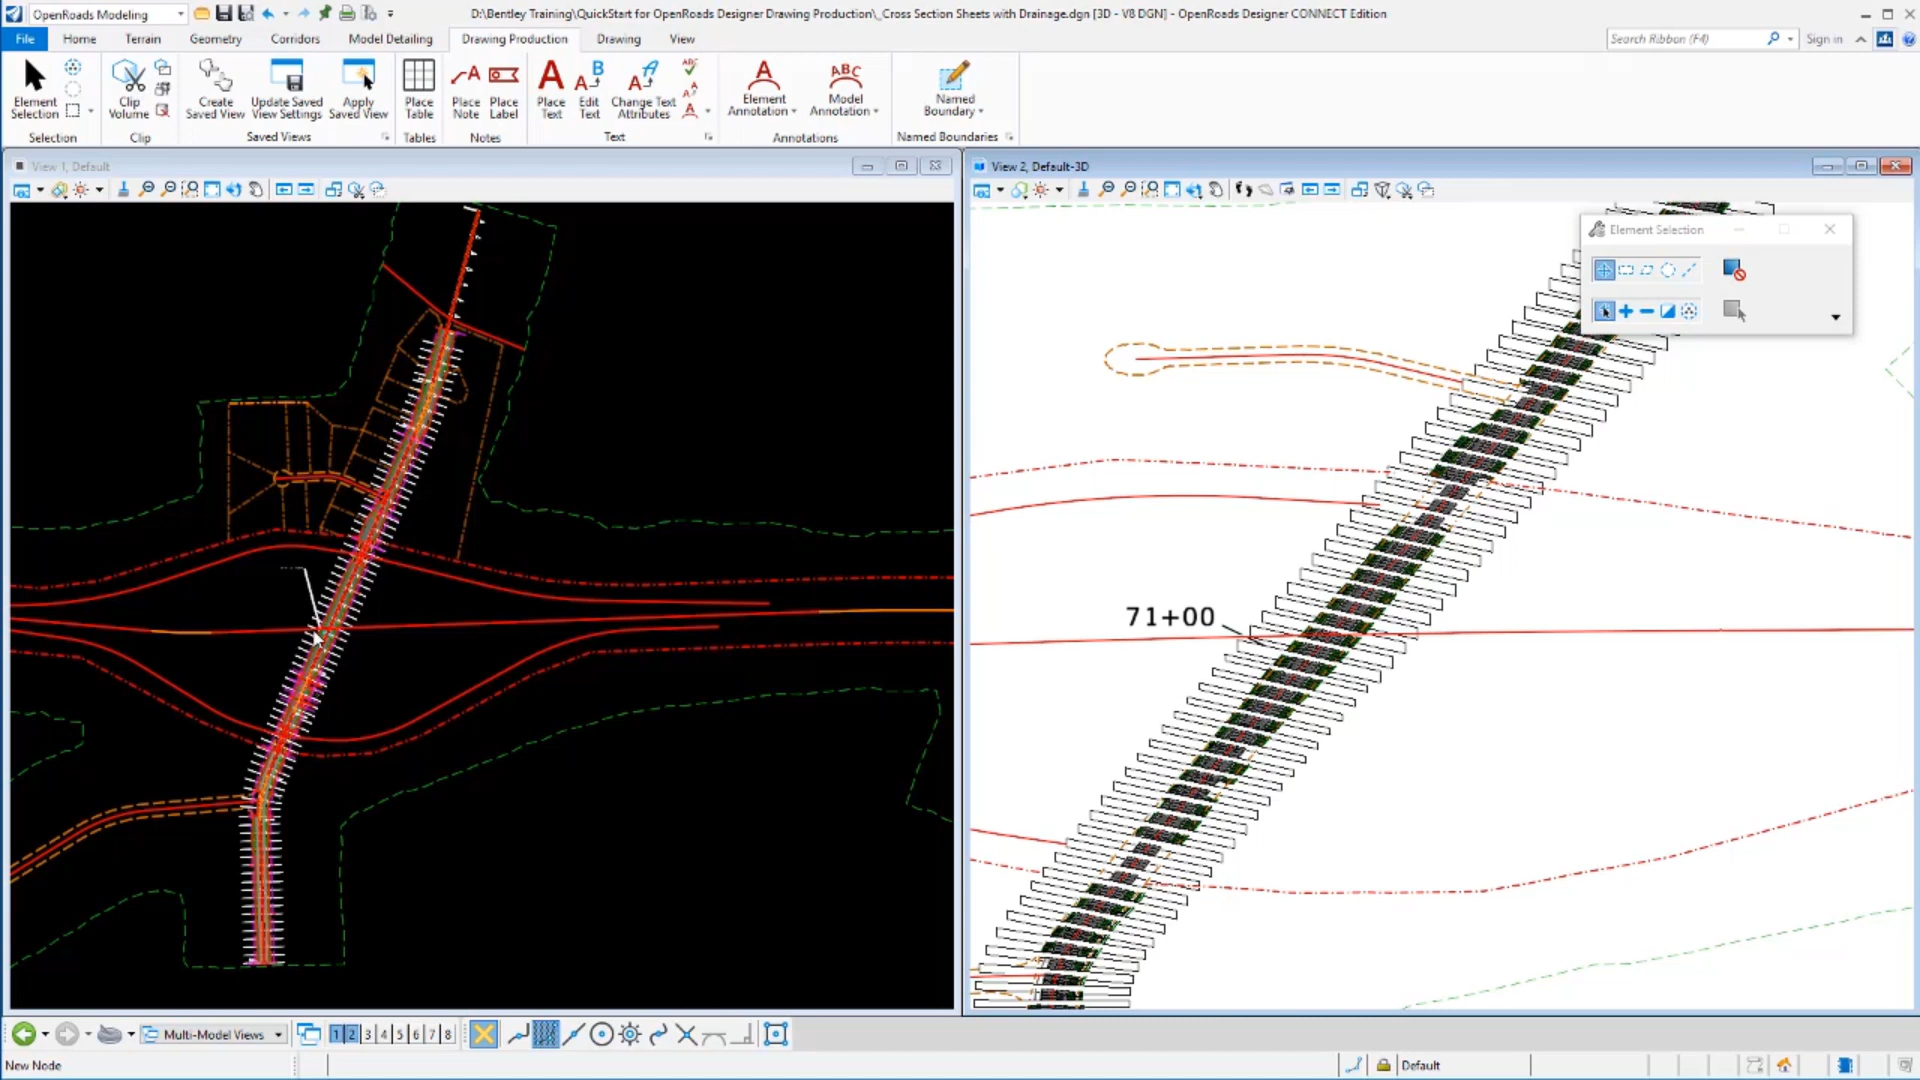 OpenRoads Modeling
D:\Bentley Training\QuickStart for OpenRoads Designer Drawing Production\_Cross Section Sheets with Drainage.dgn [3D - V8 DGN] - OpenRoads Designer CONNECT Edition
File Home Terrain Geometry Corridors Model Detailing Drawing Production Drawing View
Search Ribbon (F4)
Sign in
Element Selection
Clip Volume
Create Saved View
Update Saved View Settings
Apply Saved View
Place Table
Place Note
Place Label
Place Text
Edit Text
Change Text Attributes
Element Annotation
Model Annotation
Named Boundary
Selection Clip Saved Views Tables Notes Text Annotations Named Boundaries
View 1, Default
View 2, Default-3D
Element Selection
71+00
Multi-Model Views
1 2 3 4 5 6 7 8
New Node
Default